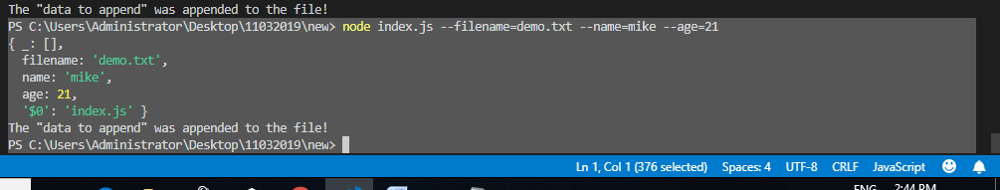 The "data to append" was appended to the file!
PS C:\Users\Administrator\Desktop\11032019\new> node index.js --filename=demo.txt --name=mike --age=21
{ _: [],
filename: 'demo.txt',
name: 'mike',
age: 21,
'$0': 'index.js' }
The "data to append" was appended to the file!
PS C:\Users\Administrator\Desktop\11032019\new>
Ln 1, Col 1 (376 selected) Spaces: 4 UTF-8 CRLF JavaScript
ENG 2:44 PM